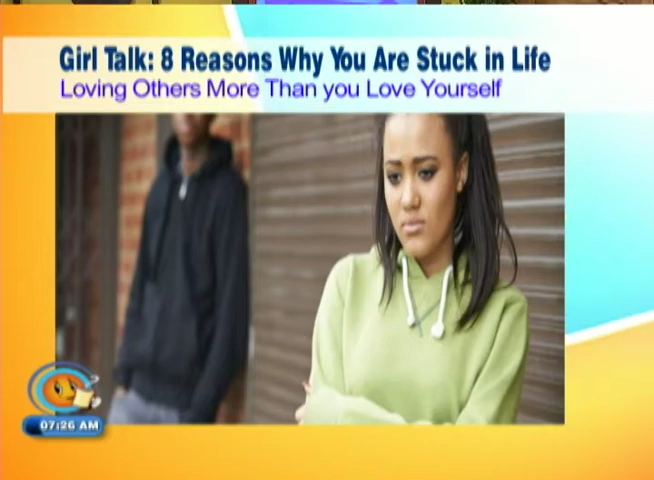 Girl Talk: 8 Reasons Why You Are Stuck in Life
Loving Others More Than you Love Yourself
07:26 AM